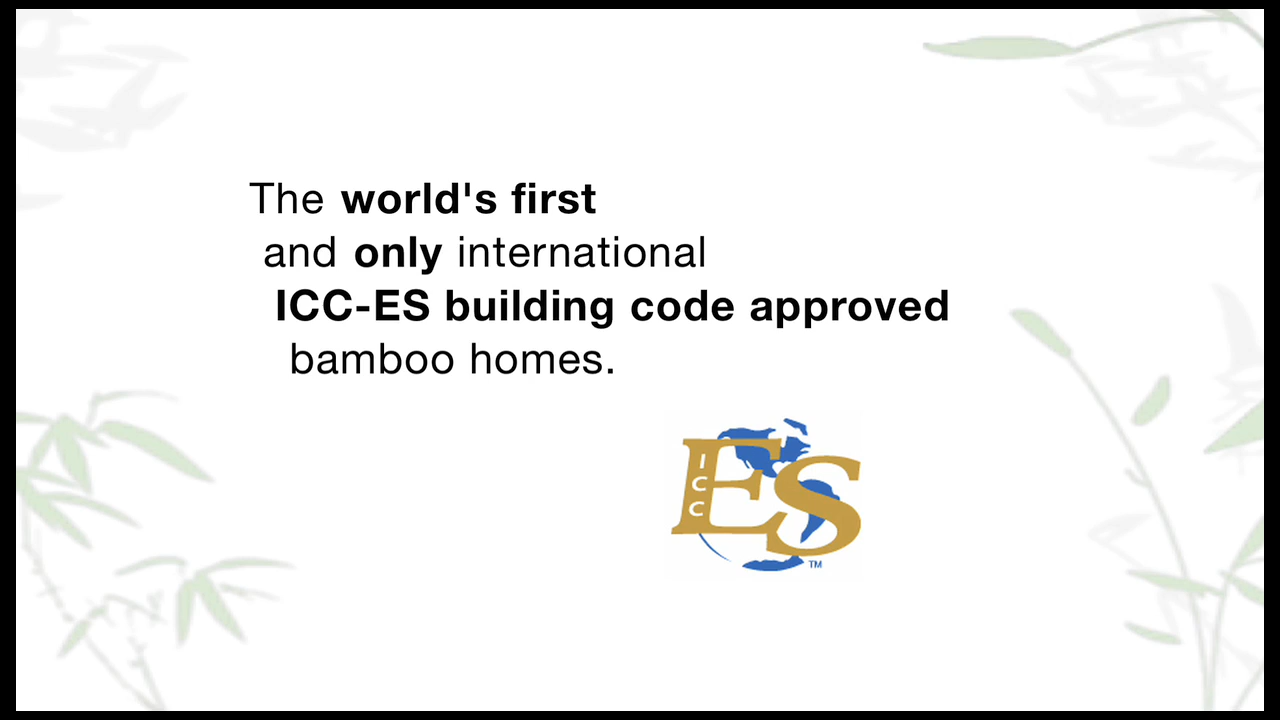 The world's first
and only international
ICC-ES building code approved
bamboo homes.
ICC
ES
TM